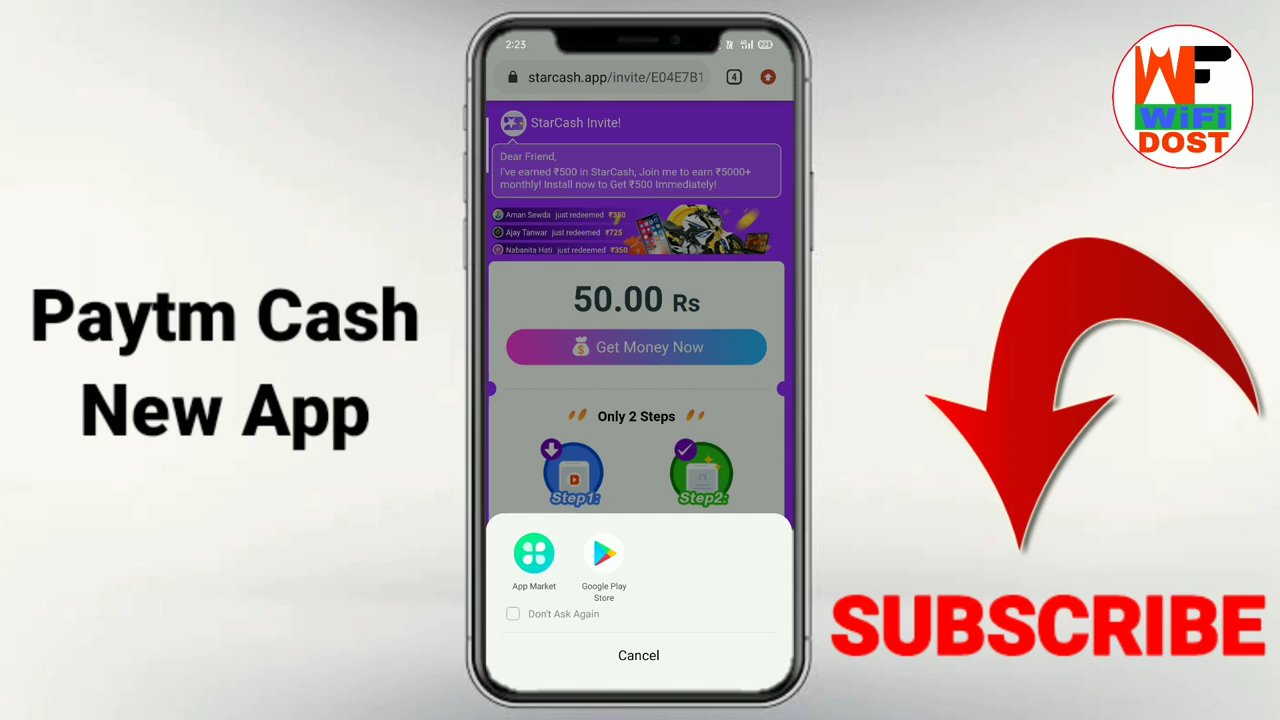 2:23
22
starcash.app/invite/E04E7B1
4
StarCash Invite!
Dear Friend,
I've earned ₹500 in StarCash, Join me to earn ₹5000+
monthly! Install now to Get ₹500 Immediately!
Aman Sewda just redeemed ₹350
Ajay Tanwar just redeemed ₹725
Nabanita Hati just redeemed ₹350
50.00 Rs
$ Get Money Now
Only 2 Steps
Step1:
Step2:
App Market
Google Play
Store
Don't Ask Again
Cancel
Paytm Cash
New App
WF
WiFi
DOST
SUBSCRIBE